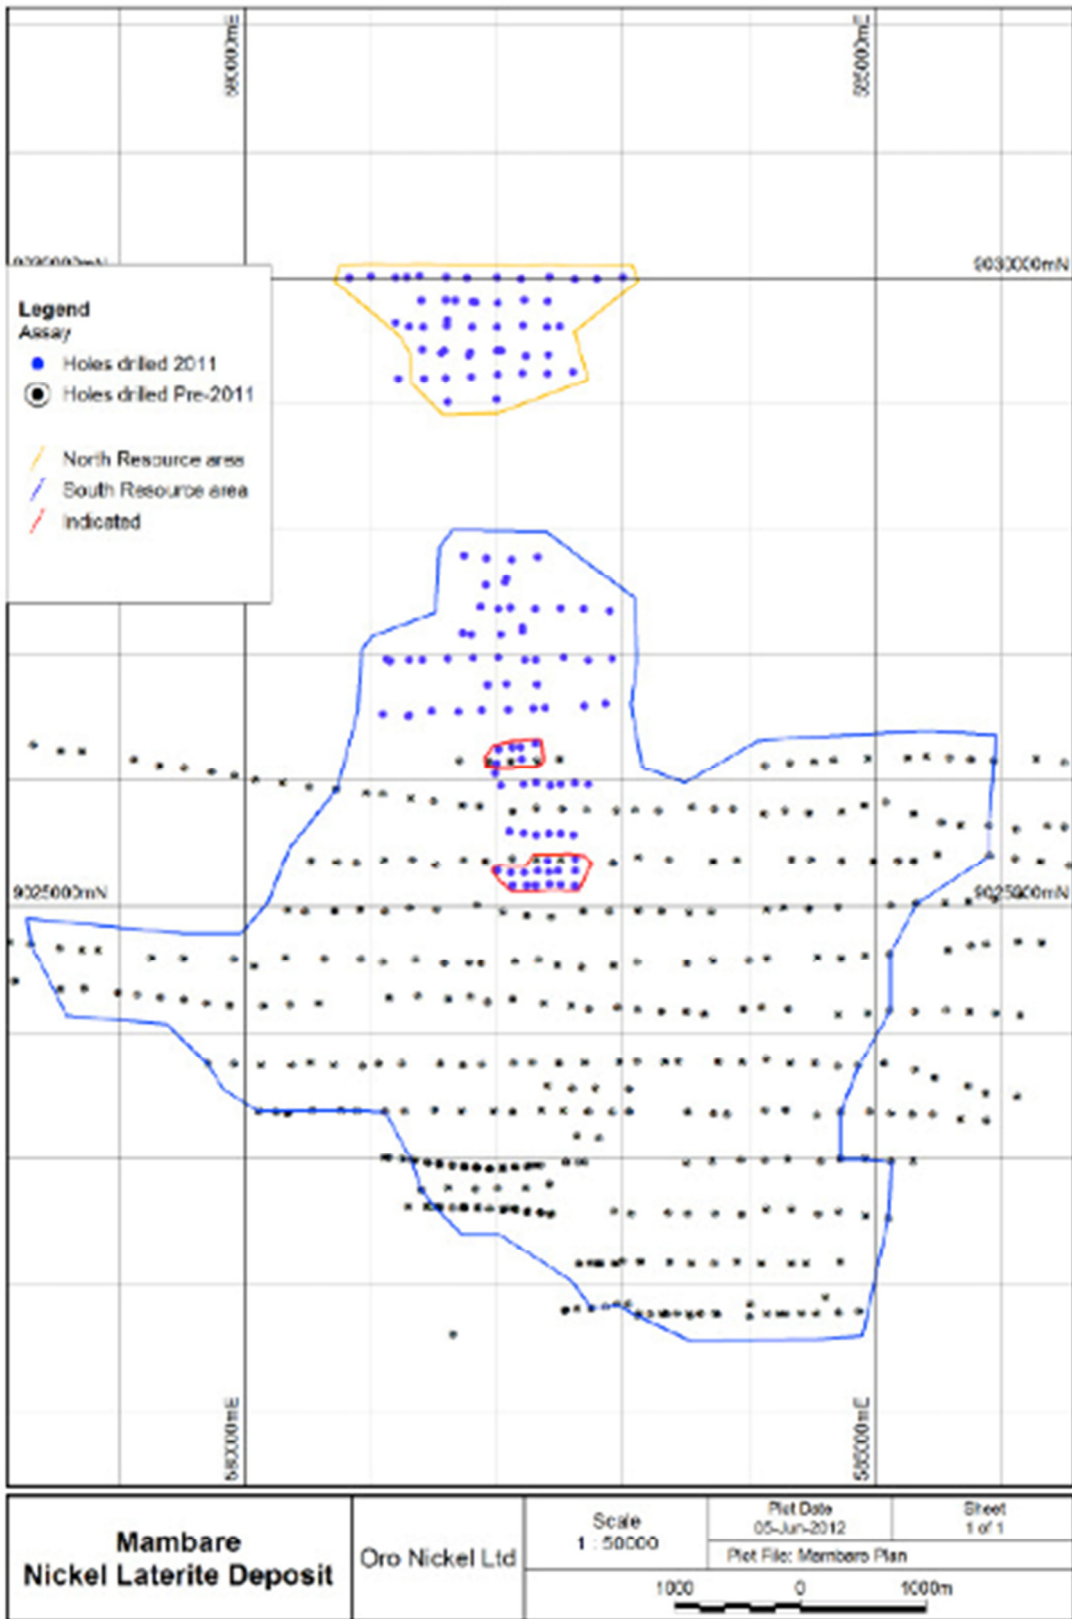 580000mE
585000mE
9030000mN
9030000mN
Legend
Assay
Holes drilled 2011
Holes drilled Pre-2011
North Resource area
South Resource area
Indicated
9025000mN
9025000mN
580000mE
585000mE
Mambare
Nickel Laterite Deposit
Oro Nickel Ltd
Scale
1 : 50000
Plot Date
05-Jun-2012
Sheet
1 of 1
Plot File: Mambare Plan
1000 0 1000m